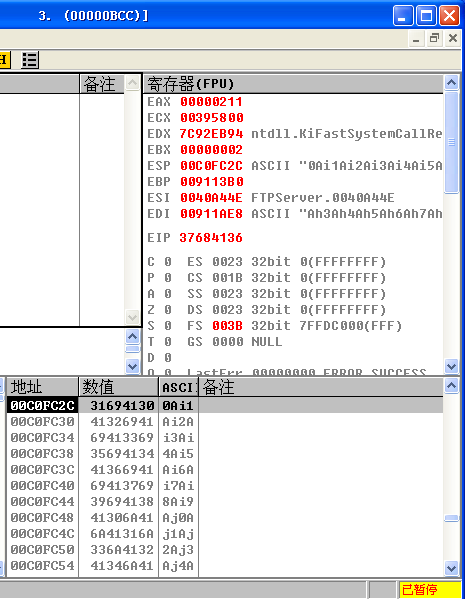 3. (00000BCC)]
H
备注 寄存器(FPU)
EAX 00000211
ECX 00395800
EDX 7C92EB94 ntdll.KiFastSystemCallRe
EBX 00000002
ESP 00C0FC2C ASCII "0Ai1Ai2Ai3Ai4Ai5A
EBP 009113B0
ESI 0040A44E FTPServer.0040A44E
EDI 00911AE8 ASCII "Ah3Ah4Ah5Ah6Ah7Ah
EIP 37684136
C 0 ES 0023 32bit 0(FFFFFFFF)
P 0 CS 001B 32bit 0(FFFFFFFF)
A 0 SS 0023 32bit 0(FFFFFFFF)
Z 0 DS 0023 32bit 0(FFFFFFFF)
S 0 FS 003B 32bit 7FFDC000(FFF)
T 0 GS 0000 NULL
D 0
O 0 LastErr 00000000 ERROR_SUCCESS
地址 数值 ASCI 备注
00C0FC2C 31694130 0Ai1
00C0FC30 41326941 Ai2A
00C0FC34 69413369 i3Ai
00C0FC38 35694134 4Ai5
00C0FC3C 41366941 Ai6A
00C0FC40 69413769 i7Ai
00C0FC44 39694138 8Ai9
00C0FC48 41306A41 Aj0A
00C0FC4C 6A41316A j1Aj
00C0FC50 336A4132 2Aj3
00C0FC54 41346A41 Aj4A
已暂停